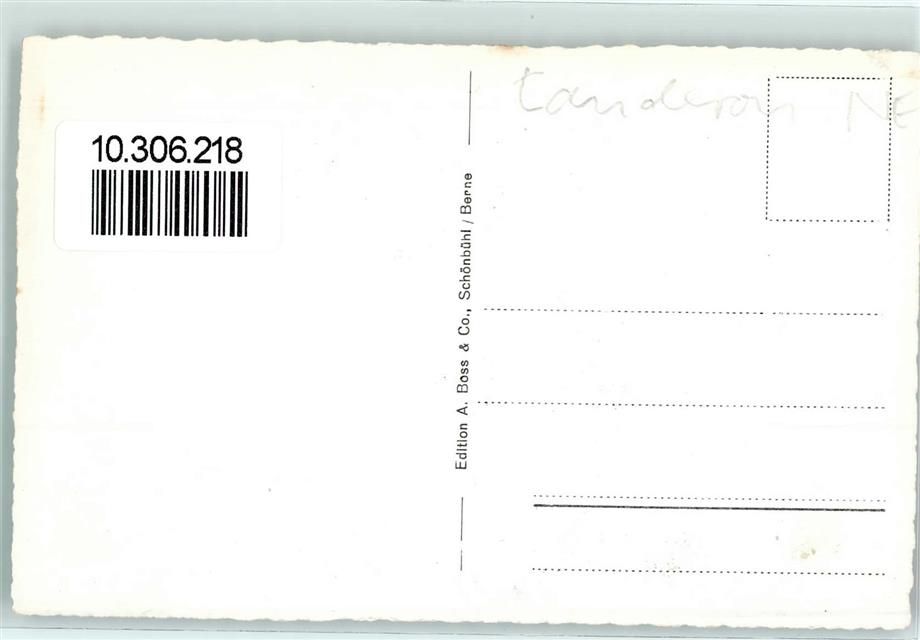 10.306.218
Edition A. Boss & Co., Schönbühl / Berne
Landeron NE